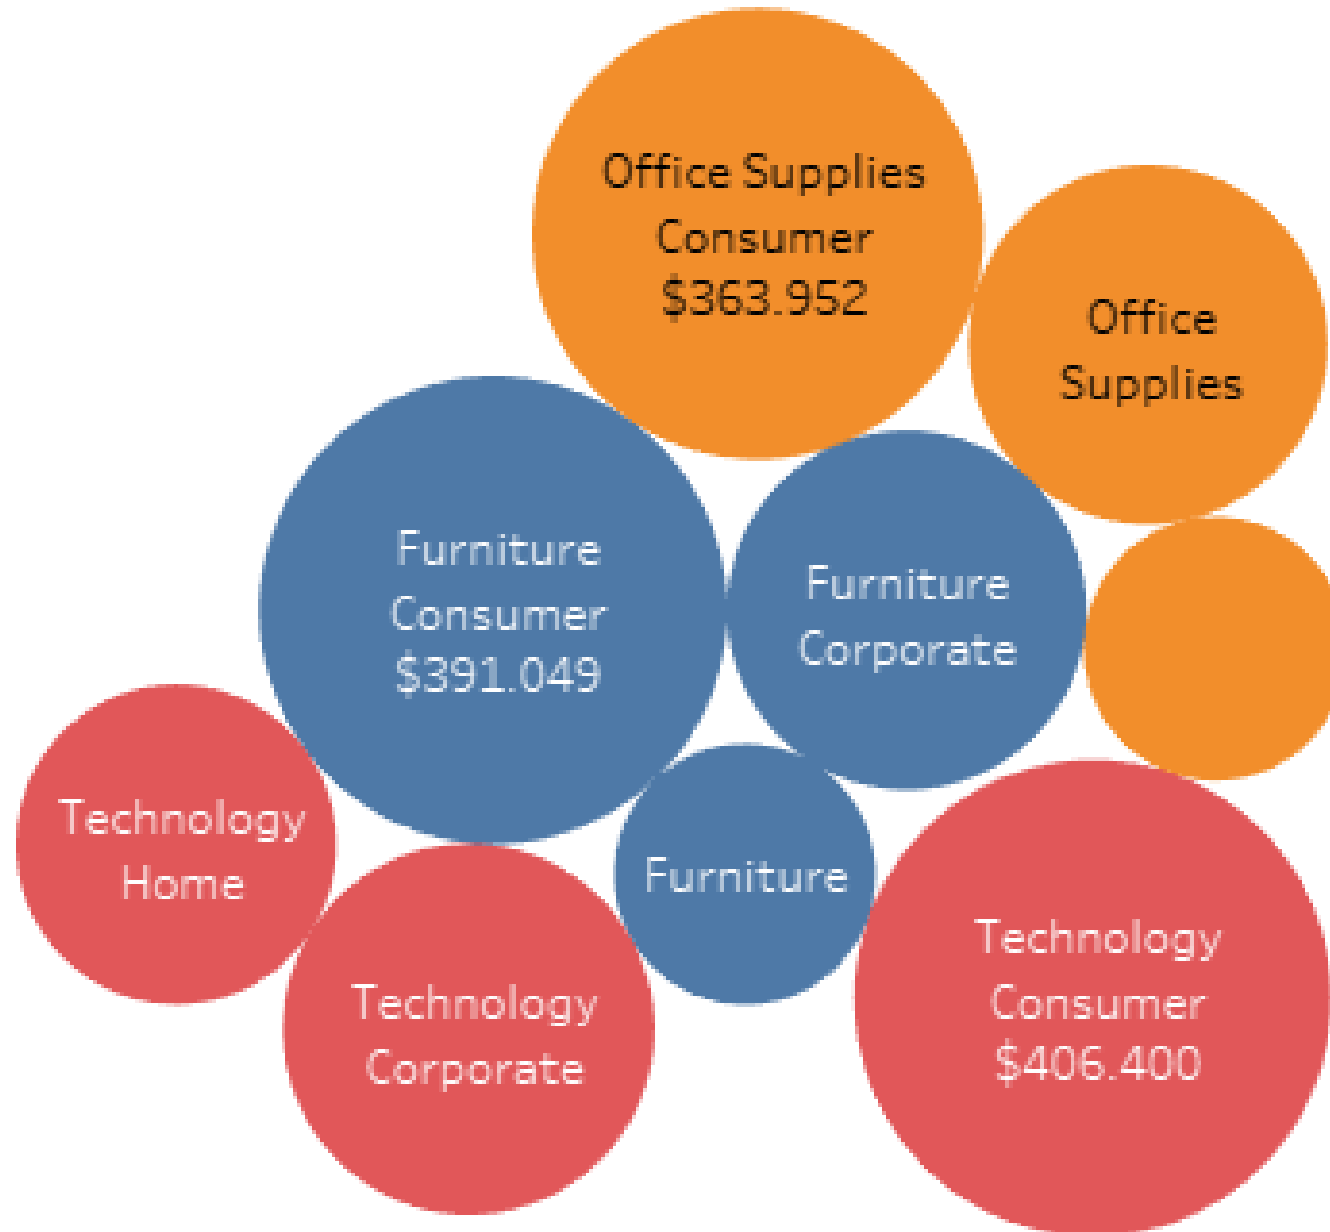 Office Supplies
Consumer
$363.952
Office
Supplies
Furniture
Consumer
$391.049
Furniture
Corporate
Technology
Home
Furniture
Technology
Corporate
Technology
Consumer
$406.400